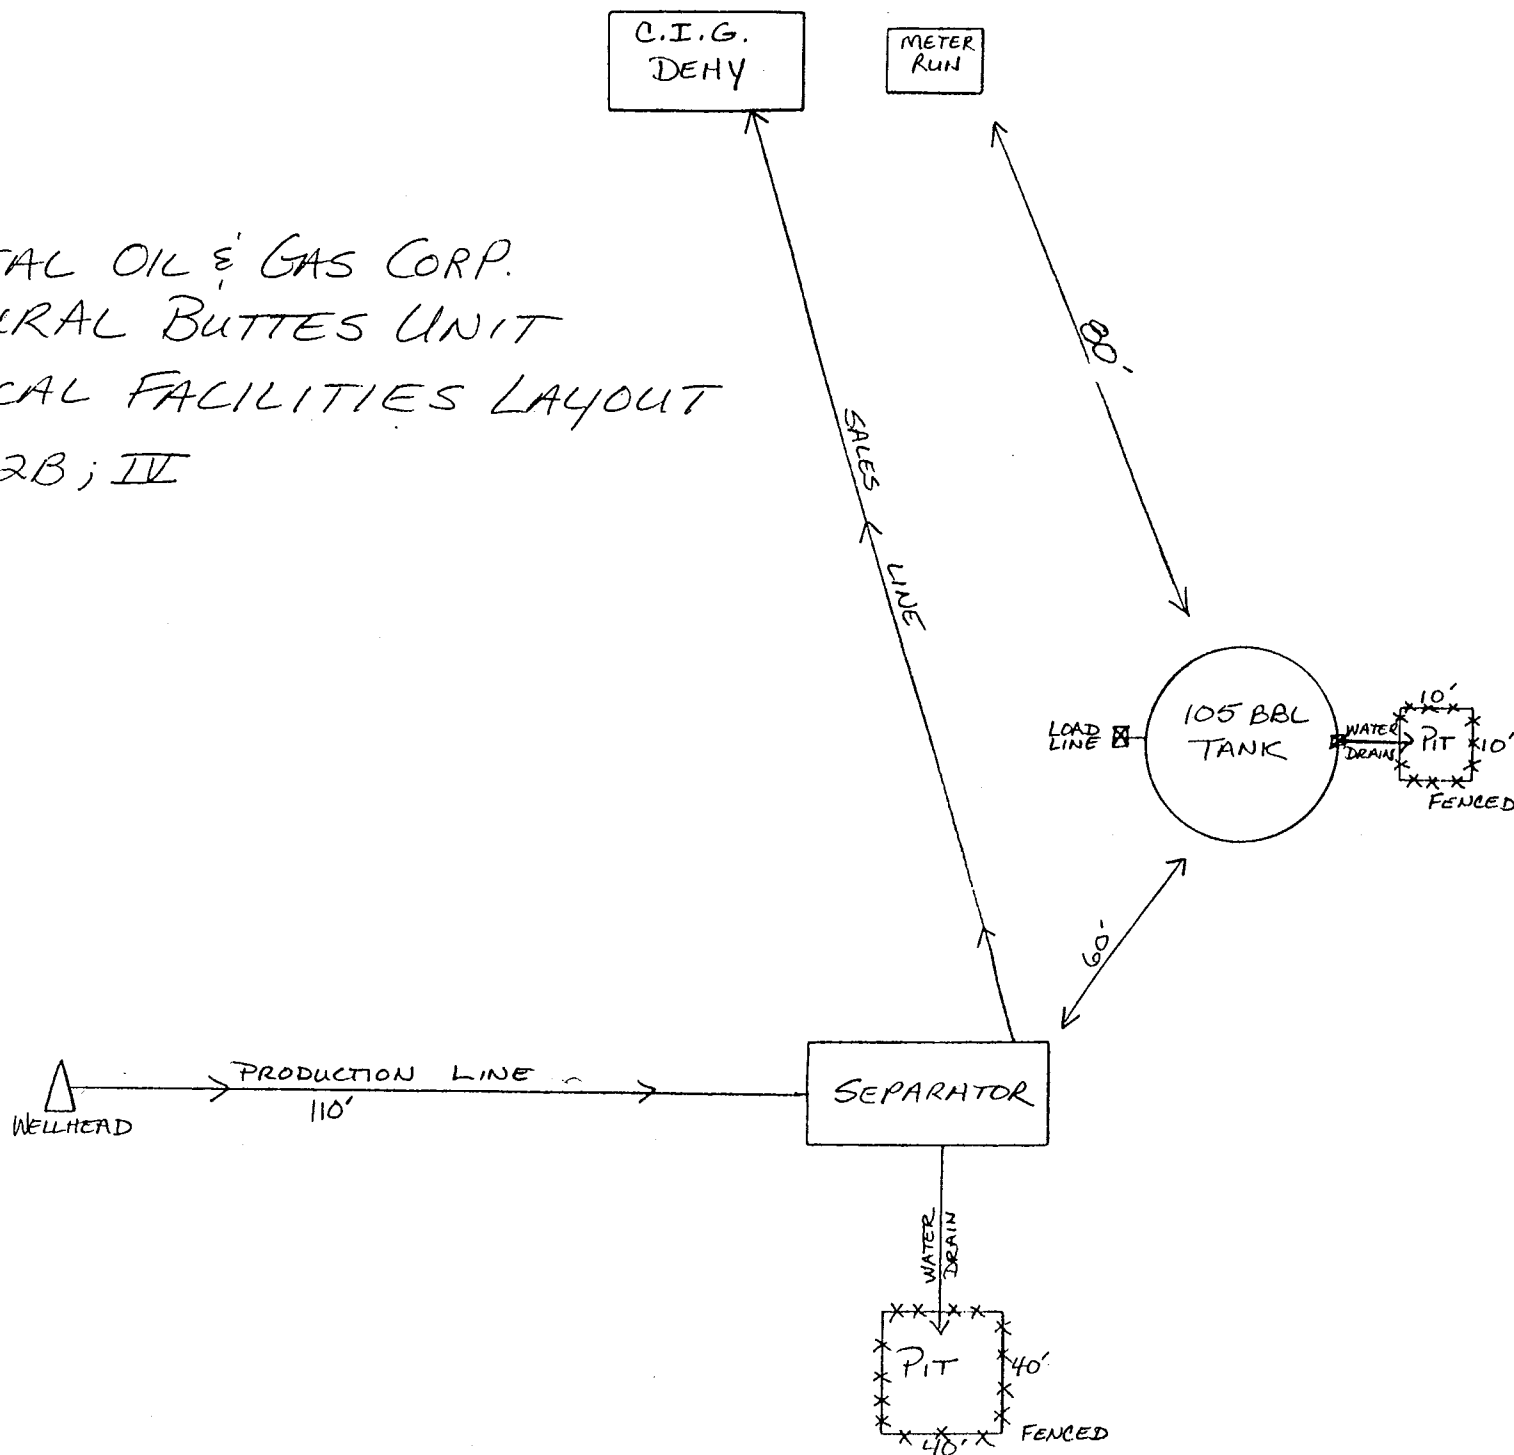 C.I.G.
DEHY
METER
RUN
TAL OIL & GAS CORP.
URAL BUTTES UNIT
CAL FACILITIES LAYOUT
2B; IV
80'
SALES LINE
105 BBL
TANK
LOAD
LINE
WATER
DRAIN
10'
PIT
10'
FENCED
60'
PRODUCTION LINE
110'
WELLHEAD
SEPARATOR
WATER
DRAIN
PIT
40'
40'
FENCED